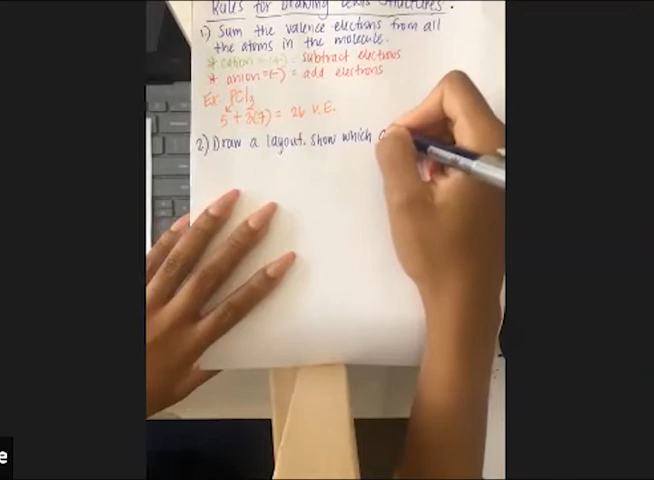 Rules for Drawing Lewis Structures.
1.) Sum the valence electrons from all
the atoms in the molecule.
* cation = (+) = subtract electrons
* anion = (-) = add electrons
Ex: PCl3
5 + 3(7) = 26 V.E.
2.) Draw a layout. Show which
e